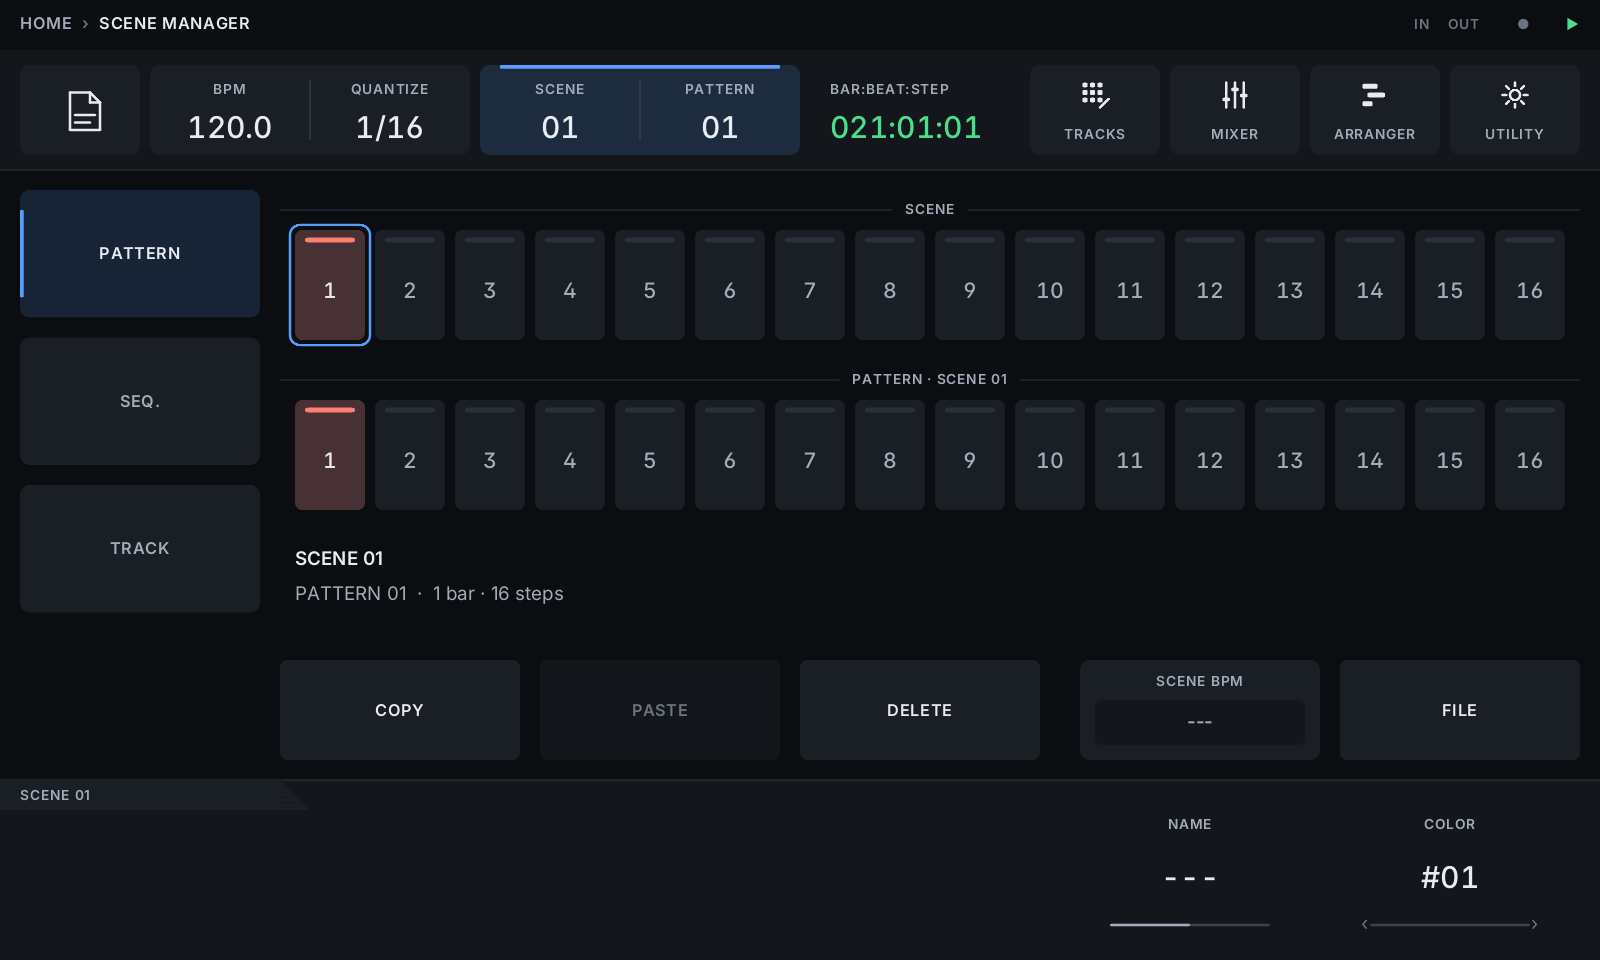 HOME › SCENE MANAGER
IN OUT
BPM QUANTIZE SCENE PATTERN BAR:BEAT:STEP
120.0 1/16 01 01 021:01:01
TRACKS MIXER ARRANGER UTILITY
PATTERN
SEQ.
TRACK
SCENE
1 2 3 4 5 6 7 8 9 10 11 12 13 14 15 16
PATTERN · SCENE 01
1 2 3 4 5 6 7 8 9 10 11 12 13 14 15 16
SCENE 01
PATTERN 01 · 1 bar · 16 steps
COPY PASTE DELETE
SCENE BPM
---
FILE
SCENE 01
NAME COLOR
--- #01